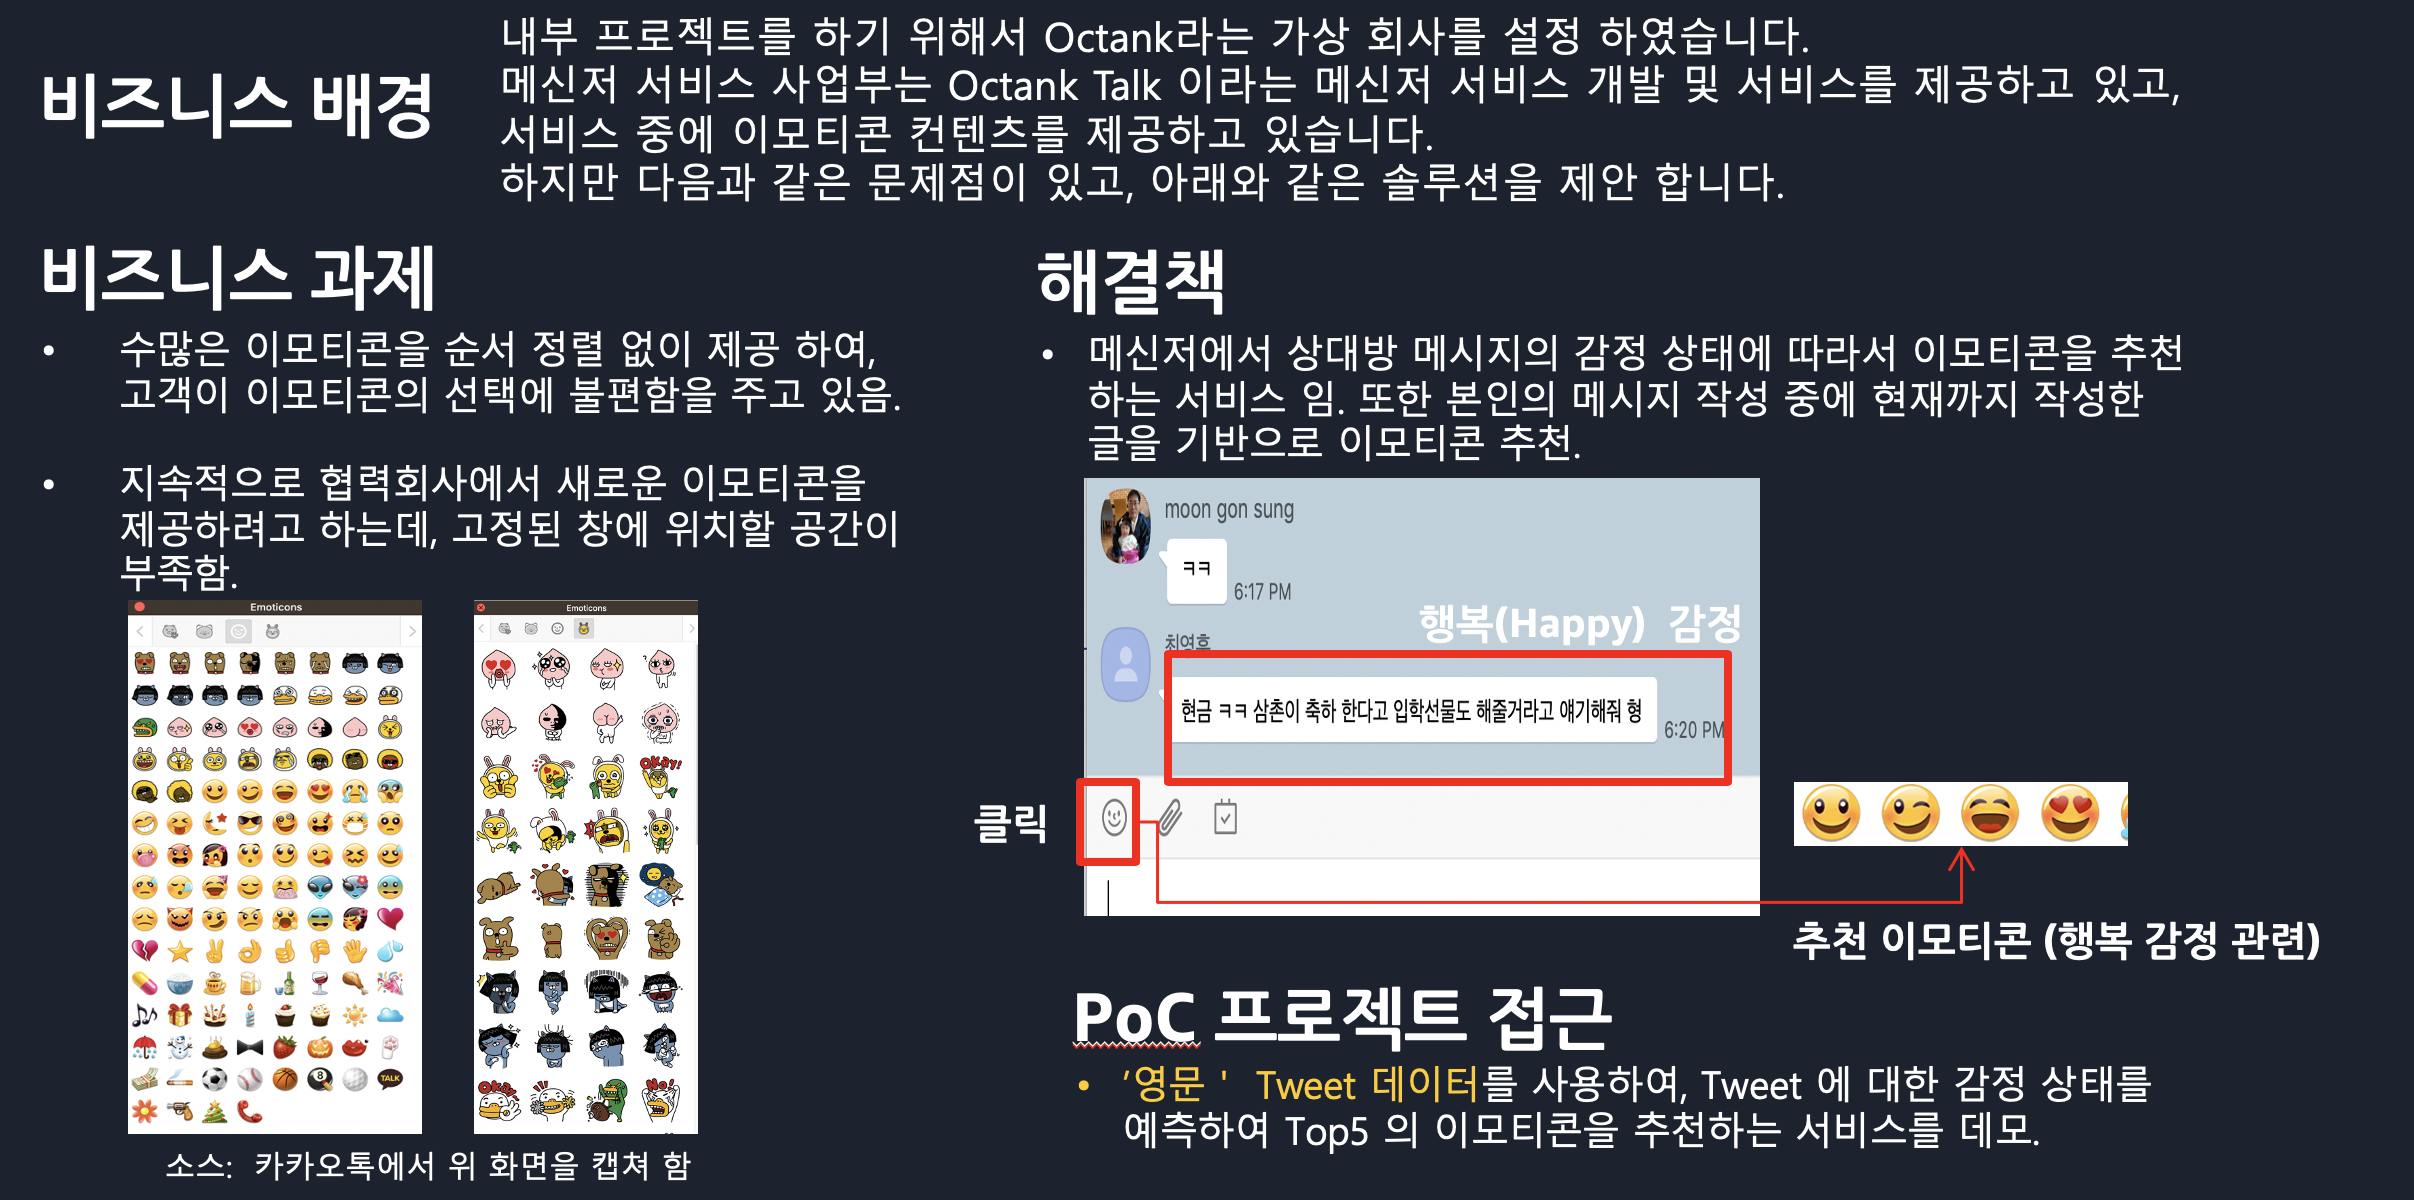 비즈니스 배경
내부 프로젝트를 하기 위해서 Octank라는 가상 회사를 설정 하였습니다.
메신저 서비스 사업부는 Octank Talk 이라는 메신저 서비스 개발 및 서비스를 제공하고 있고,
서비스 중에 이모티콘 컨텐츠를 제공하고 있습니다.
하지만 다음과 같은 문제점이 있고, 아래와 같은 솔루션을 제안 합니다.
비즈니스 과제
• 수많은 이모티콘을 순서 정렬 없이 제공 하여,
고객이 이모티콘의 선택에 불편함을 주고 있음.
• 지속적으로 협력회사에서 새로운 이모티콘을
제공하려고 하는데, 고정된 창에 위치할 공간이
부족함.
Emoticons
TALK
Emoticons
Okay!
Okay
No!
소스: 카카오톡에서 위 화면을 캡쳐 함
해결책
• 메신저에서 상대방 메시지의 감정 상태에 따라서 이모티콘을 추천
하는 서비스 임. 또한 본인의 메시지 작성 중에 현재까지 작성한
글을 기반으로 이모티콘 추천.
moon gon sung
ㅋㅋ
6:17 PM
행복(Happy) 감정
최영흔
현금 ㅋㅋ 삼촌이 축하 한다고 입학선물도 해줄거라고 얘기해줘 형
6:20 PM
클릭
추천 이모티콘 (행복 감정 관련)
PoC 프로젝트 접근
• '영문 ' Tweet 데이터를 사용하여, Tweet 에 대한 감정 상태를
예측하여 Top5 의 이모티콘을 추천하는 서비스를 데모.